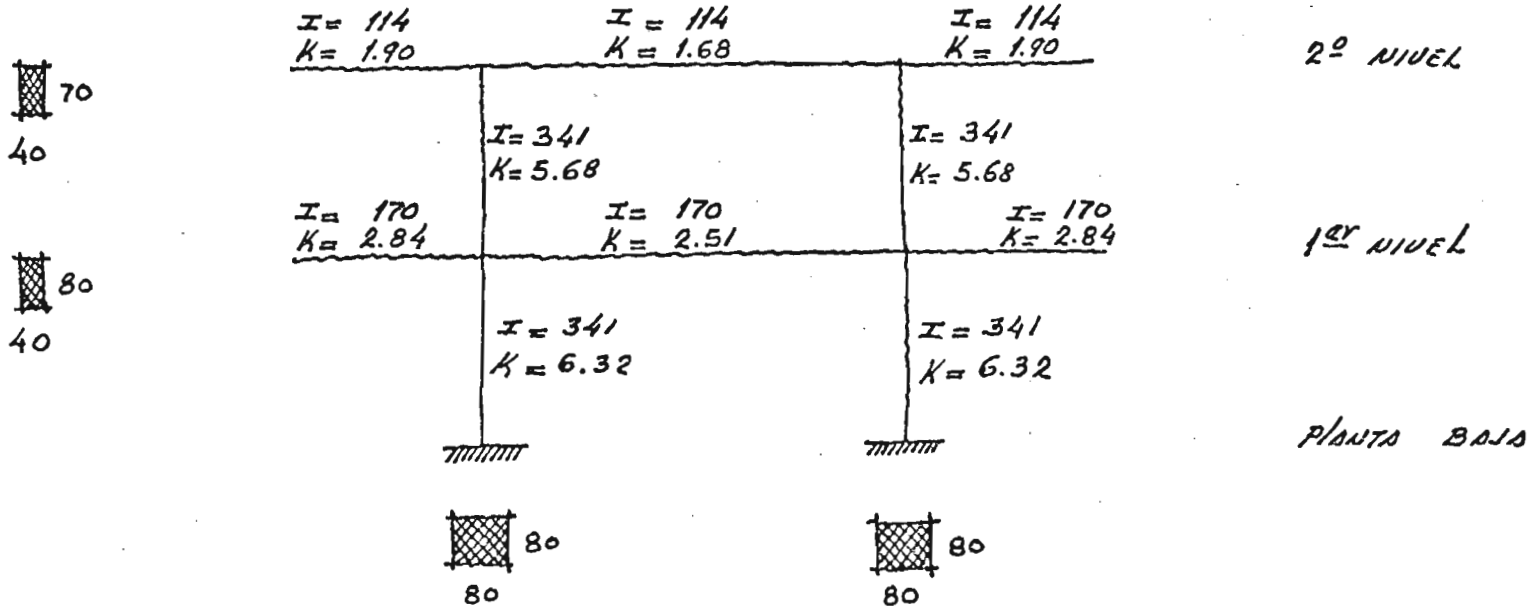 I= 114
K= 1.90
I = 114
K= 1.68
I = 114
K= 1.90
2º NIVEL
70
40
I= 341
K= 5.68
I= 341
K= 5.68
I= 170
K= 2.84
I= 170
K= 2.51
I= 170
K= 2.84
1er NIVEL
80
40
I = 341
K = 6.32
I = 341
K= 6.32
PLANTA BAJA
80
80
80
80